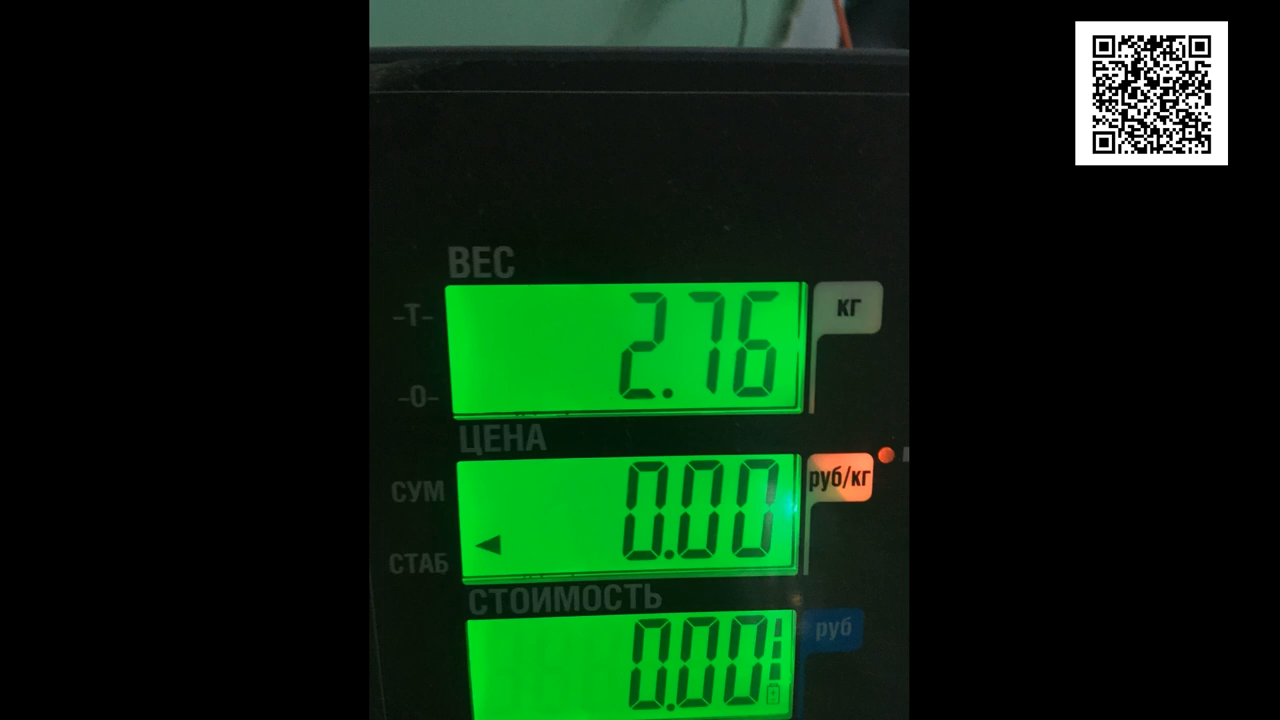 ВЕС
-Т-
2.76
кг
-0-
ЦЕНА
СУМ
0.00
руб/кг
СТАБ
СТОИМОСТЬ
0.00
руб